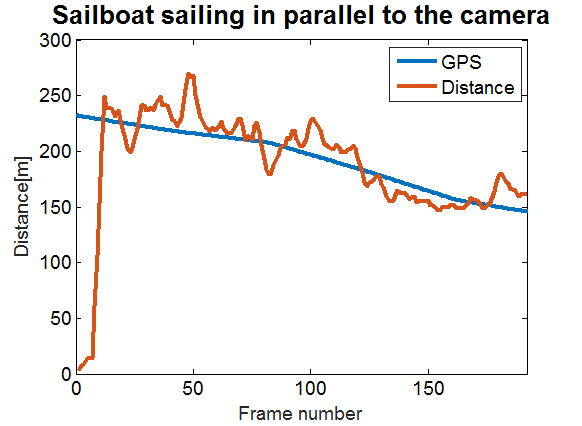 Sailboat sailing in parallel to the camera
GPS
Distance
Distance[m]
300
250
200
150
100
50
0
0 50 100 150
Frame number